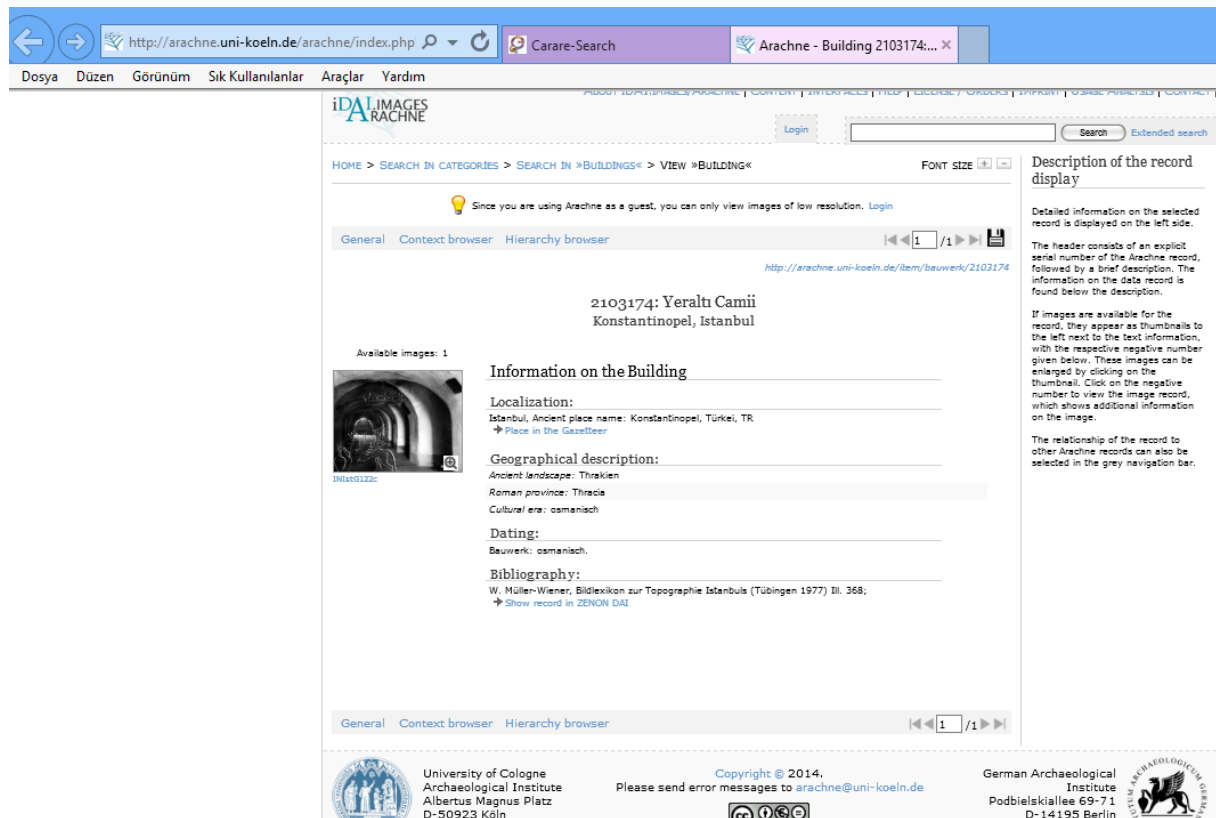 http://arachne.uni-koeln.de/arachne/index.php
Carare-Search
Arachne - Building 2103174:...
Dosya Düzen Görünüm Sık Kullanılanlar Araçlar Yardım
ABOUT IDAI.IMAGES/ARACHNE | CONTENT | INTERFACES | HELP | LICENSE / ORDERS | IMPRINT | USAGE ANALYSIS | CONTACT |
iDAI.IMAGES
ARACHNE
Login
Search
Extended search
HOME > SEARCH IN CATEGORIES > SEARCH IN »BUILDINGS« > VIEW »BUILDING«
FONT SIZE + -
Since you are using Arachne as a guest, you can only view images of low resolution. Login
General Context browser Hierarchy browser
1 /1
http://arachne.uni-koeln.de/item/bauwerk/2103174
2103174: Yeraltı Camii
Konstantinopel, Istanbul
Available images: 1
INIstG122c
Information on the Building
Localization:
Istanbul, Ancient place name: Konstantinopel, Türkei, TR
Place in the Gazetteer
Geographical description:
Ancient landscape: Thrakien
Roman province: Thracia
Cultural era: osmanisch
Dating:
Bauwerk: osmanisch.
Bibliography:
W. Müller-Wiener, Bildlexikon zur Topographie Istanbuls (Tübingen 1977) Ill. 368;
Show record in ZENON DAI
General Context browser Hierarchy browser
1 /1
Description of the record
display
Detailed information on the selected
record is displayed on the left side.
The header consists of an explicit
serial number of the Arachne record,
followed by a brief description. The
information on the data record is
found below the description.
If images are available for the
record, they appear as thumbnails to
the left next to the text information,
with the respective negative number
given below. These images can be
enlarged by clicking on the
thumbnail. Click on the negative
number to view the image record,
which shows additional information
on the image.
The relationship of the record to
other Arachne records can also be
selected in the grey navigation bar.
University of Cologne
Archaeological Institute
Albertus Magnus Platz
D-50923 Köln
Copyright © 2014.
Please send error messages to arachne@uni-koeln.de
German Archaeological
Institute
Podbielskiallee 69-71
D-14195 Berlin